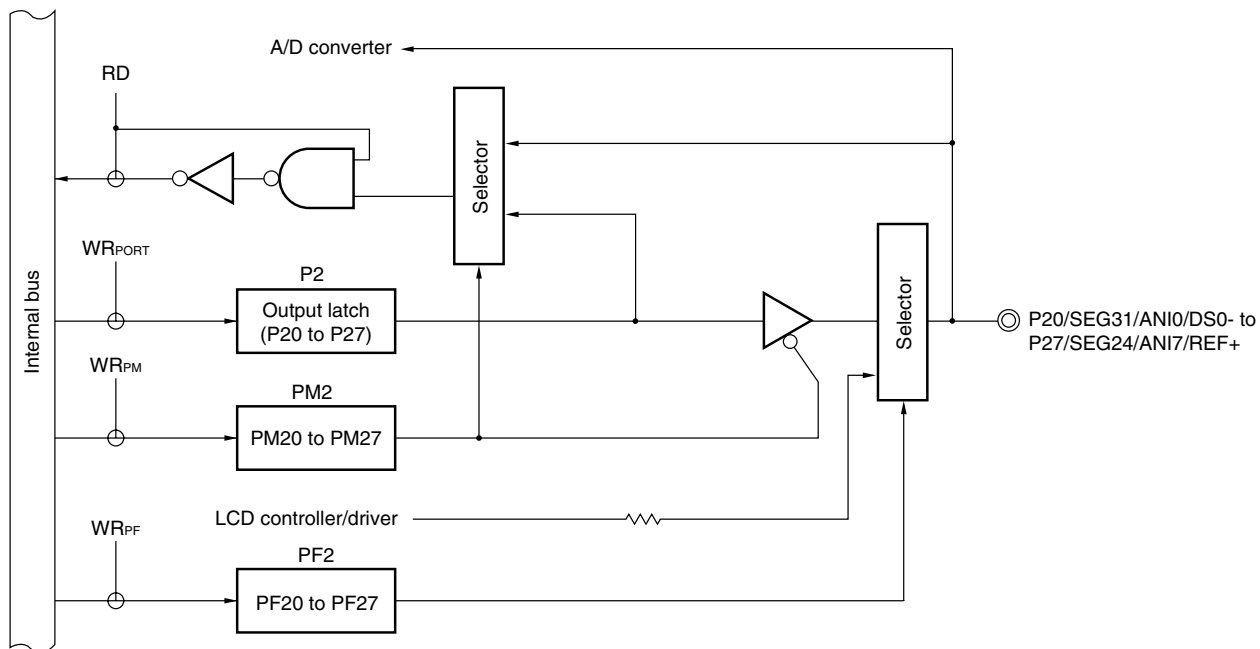 A/D converter
RD
Selector
WRPORT
P2
Output latch
(P20 to P27)
Selector
P20/SEG31/ANI0/DS0- to
P27/SEG24/ANI7/REF+
Internal bus
WRPM
PM2
PM20 to PM27
LCD controller/driver
WRPF
PF2
PF20 to PF27